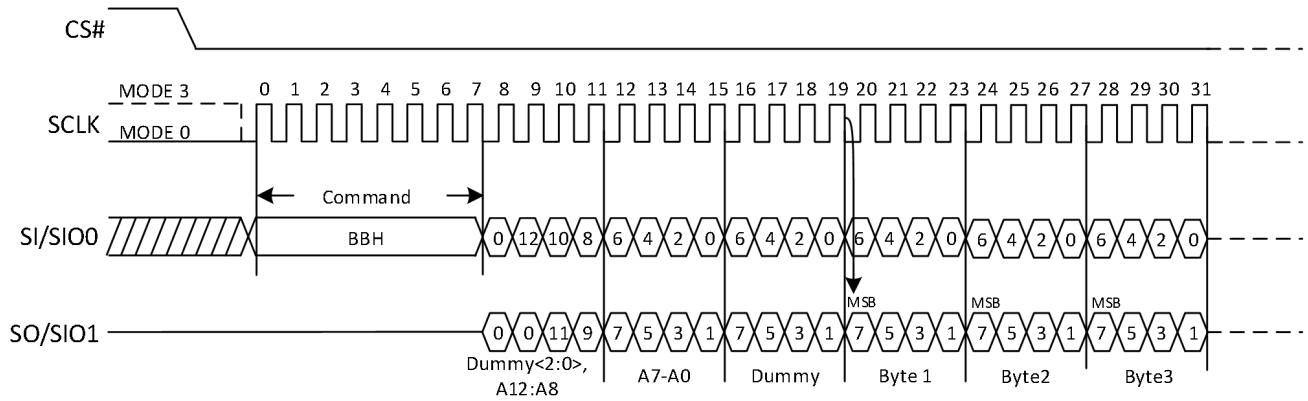 CS#
MODE 3
0 1 2 3 4 5 6 7 8 9 10 11 12 13 14 15 16 17 18 19 20 21 22 23 24 25 26 27 28 29 30 31
SCLK
MODE 0
Command
SI/SIO0
BBH
0 12 10 8 6 4 2 0 6 4 2 0 6 4 2 0 6 4 2 0 6 4 2 0
MSB MSB MSB
SO/SIO1
0 0 11 9 7 5 3 1 7 5 3 1 7 5 3 1 7 5 3 1 7 5 3 1
Dummy<2:0>,
A12:A8
A7-A0
Dummy
Byte 1
Byte2
Byte3